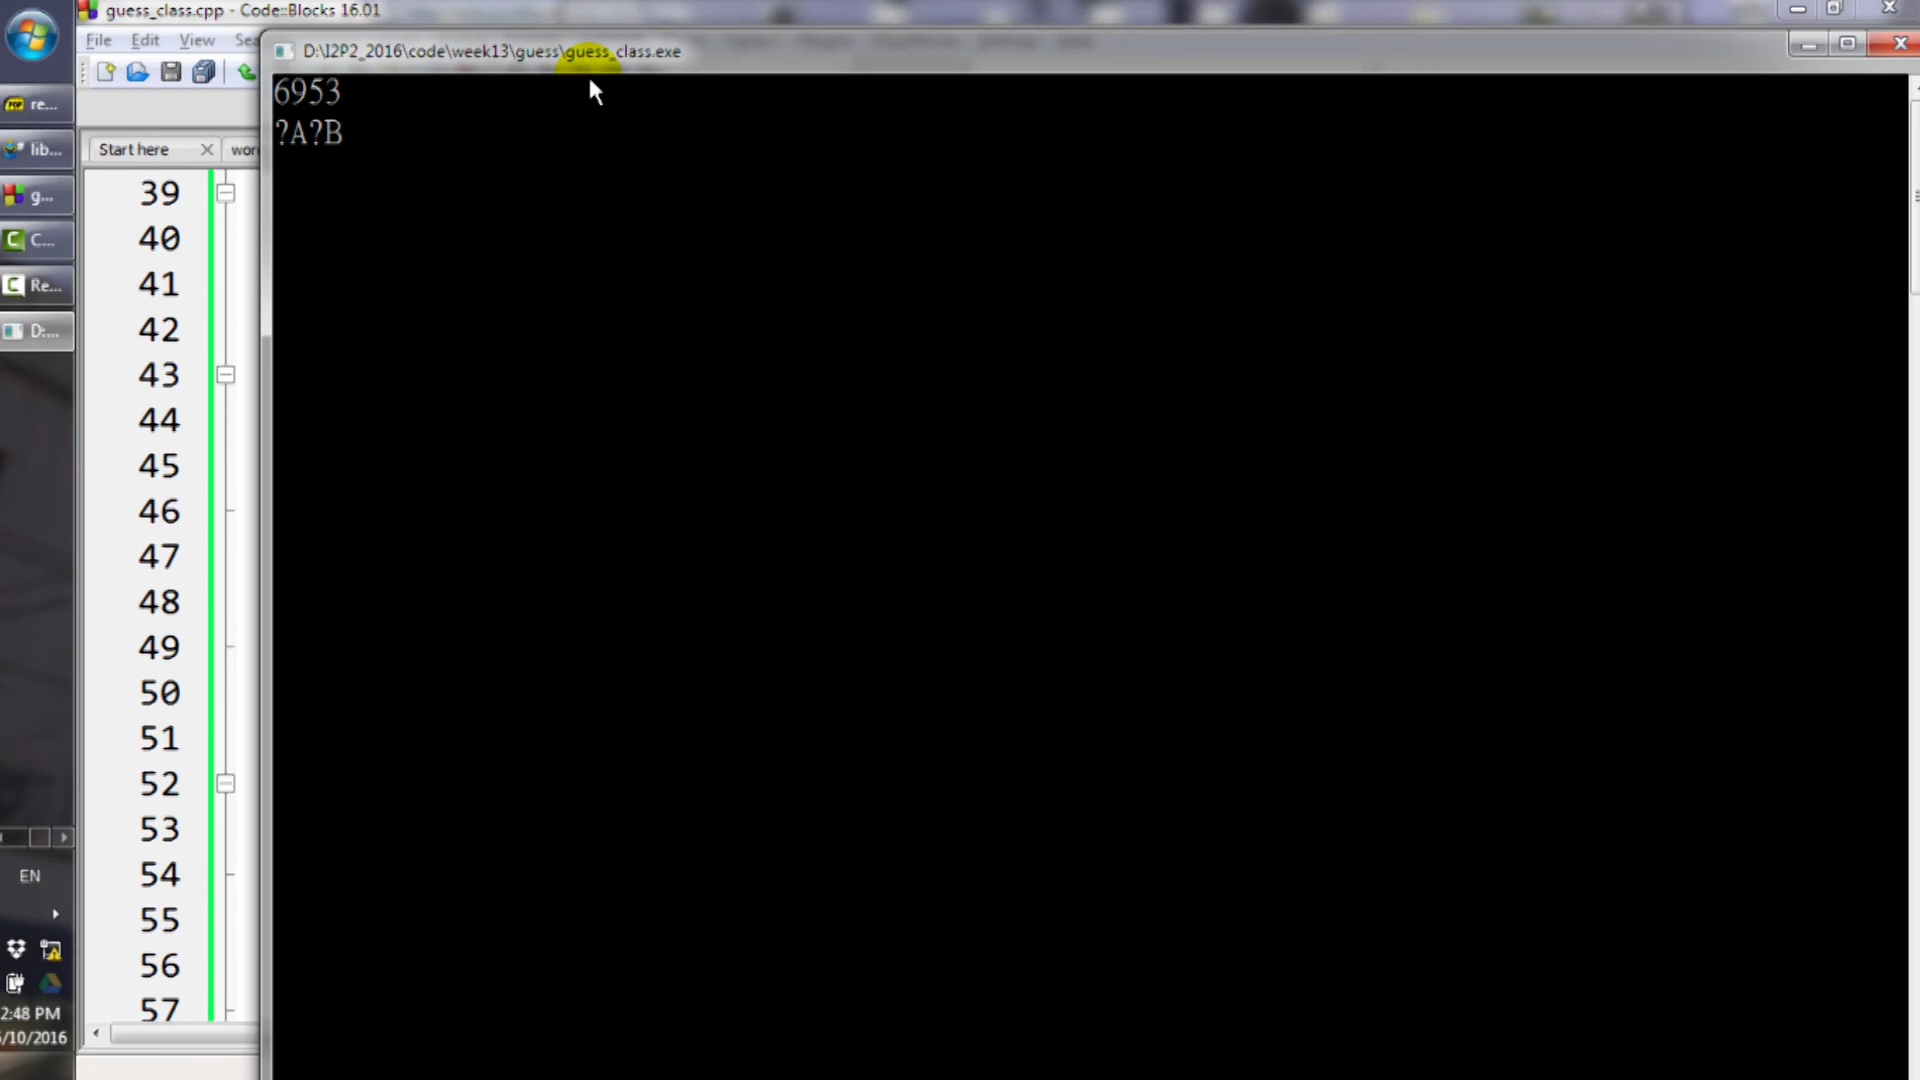 guess_class.cpp - Code::Blocks 16.01
File Edit View Sea
D:\I2P2_2016\code\week13\guess\guess_class.exe
6953
?A?B
re...
lib...
g...
C...
Re...
D:...
Start here
wor
39
40
41
42
43
44
45
46
47
48
49
50
51
52
53
54
55
56
57
EN
2:48 PM
/10/2016